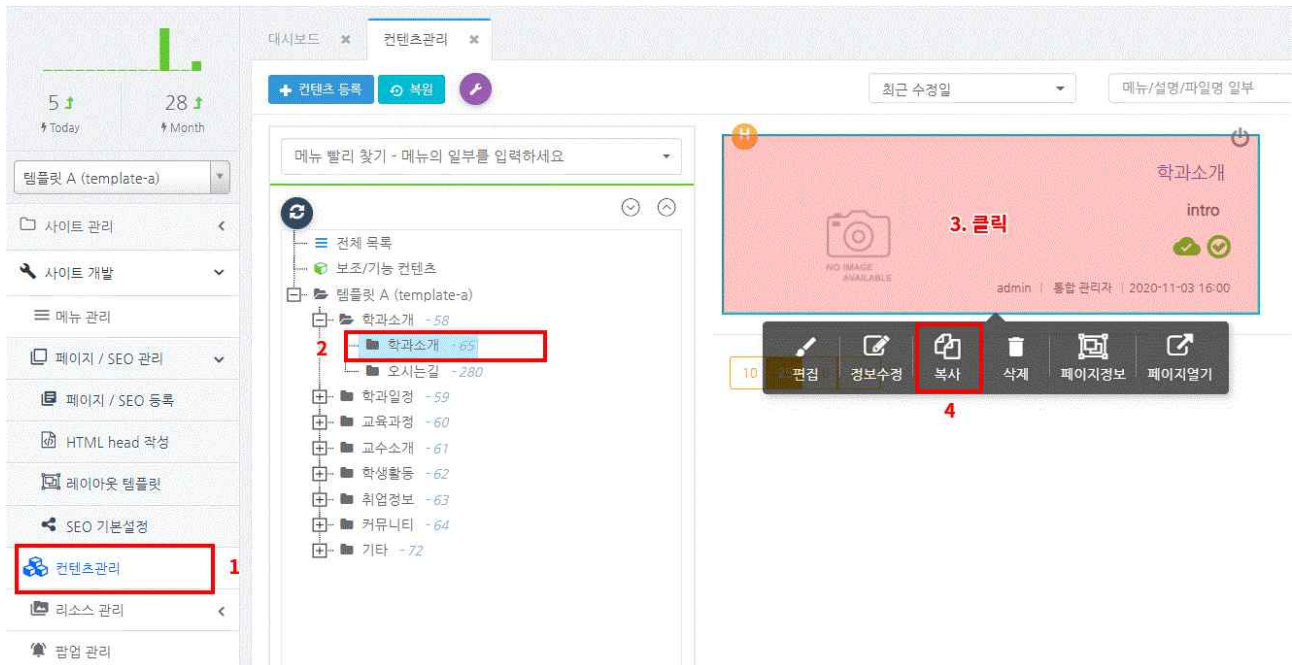 대시보드 ✖ 컨텐츠관리 ✖
5 28
Today Month
템플릿 A (template-a)
사이트 관리
사이트 개발
메뉴 관리
페이지 / SEO 관리
페이지 / SEO 등록
HTML head 작성
레이아웃 템플릿
SEO 기본설정
컨텐츠관리
1
리소스 관리
팝업 관리
컨텐츠 등록 복원
최근 수정일
메뉴/설명/파일명 일부
메뉴 빨리 찾기 - 메뉴의 일부를 입력하세요
전체 목록
보조/기능 컨텐츠
템플릿 A (template-a)
학과소개 - 58
2
학과소개 - 65
오시는길 - 280
학과일정 - 59
교육과정 - 60
교수소개 - 61
학생활동 - 62
취업정보 - 63
커뮤니티 - 64
기타 - 72
H
학과소개
intro
3. 클릭
NO IMAGE
AVAILABLE
admin | 통합 관리자 | 2020-11-03 16:00
10
편집 정보수정 복사 삭제 페이지정보 페이지열기
4